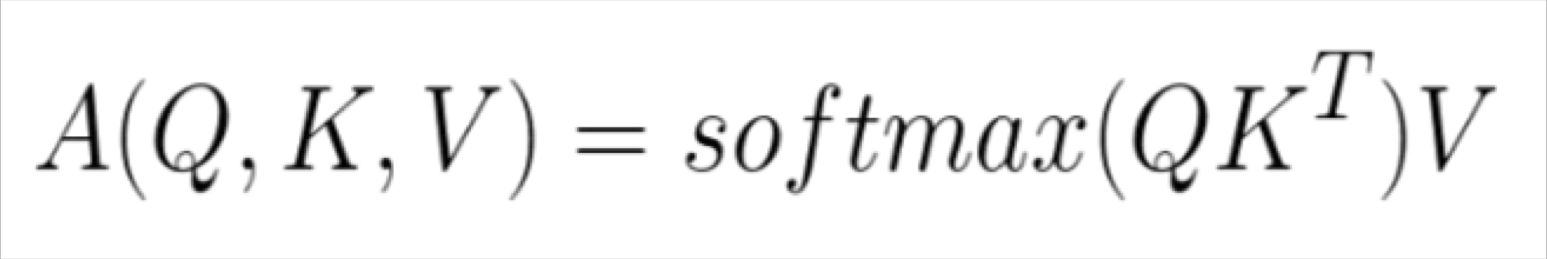 A(Q, K, V) = softmax(QK^T)V